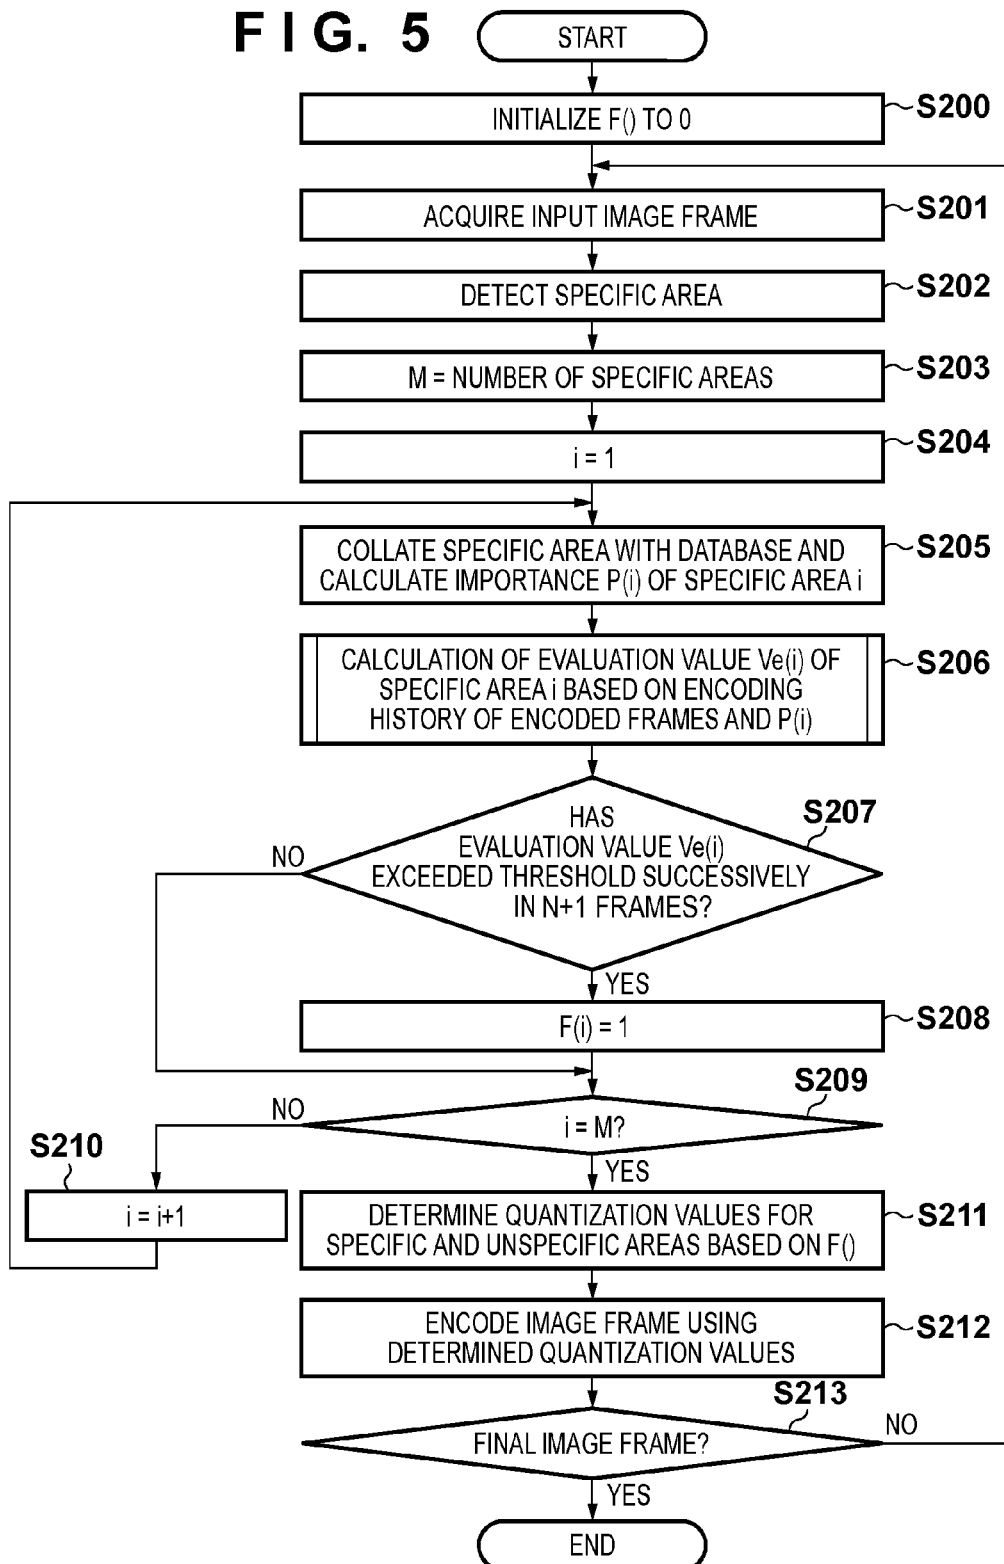 FIG. 5
START
INITIALIZE F() TO 0
S200
ACQUIRE INPUT IMAGE FRAME
S201
DETECT SPECIFIC AREA
S202
M = NUMBER OF SPECIFIC AREAS
S203
i = 1
S204
COLLATE SPECIFIC AREA WITH DATABASE AND
CALCULATE IMPORTANCE P(i) OF SPECIFIC AREA i
S205
CALCULATION OF EVALUATION VALUE Ve(i) OF
SPECIFIC AREA i BASED ON ENCODING
HISTORY OF ENCODED FRAMES AND P(i)
S206
HAS
EVALUATION VALUE Ve(i)
EXCEEDED THRESHOLD SUCCESSIVELY
IN N+1 FRAMES?
S207
NO
YES
F(i) = 1
S208
i = M?
S209
NO
YES
S210
i = i+1
DETERMINE QUANTIZATION VALUES FOR
SPECIFIC AND UNSPECIFIC AREAS BASED ON F()
S211
ENCODE IMAGE FRAME USING
DETERMINED QUANTIZATION VALUES
S212
FINAL IMAGE FRAME?
S213
NO
YES
END